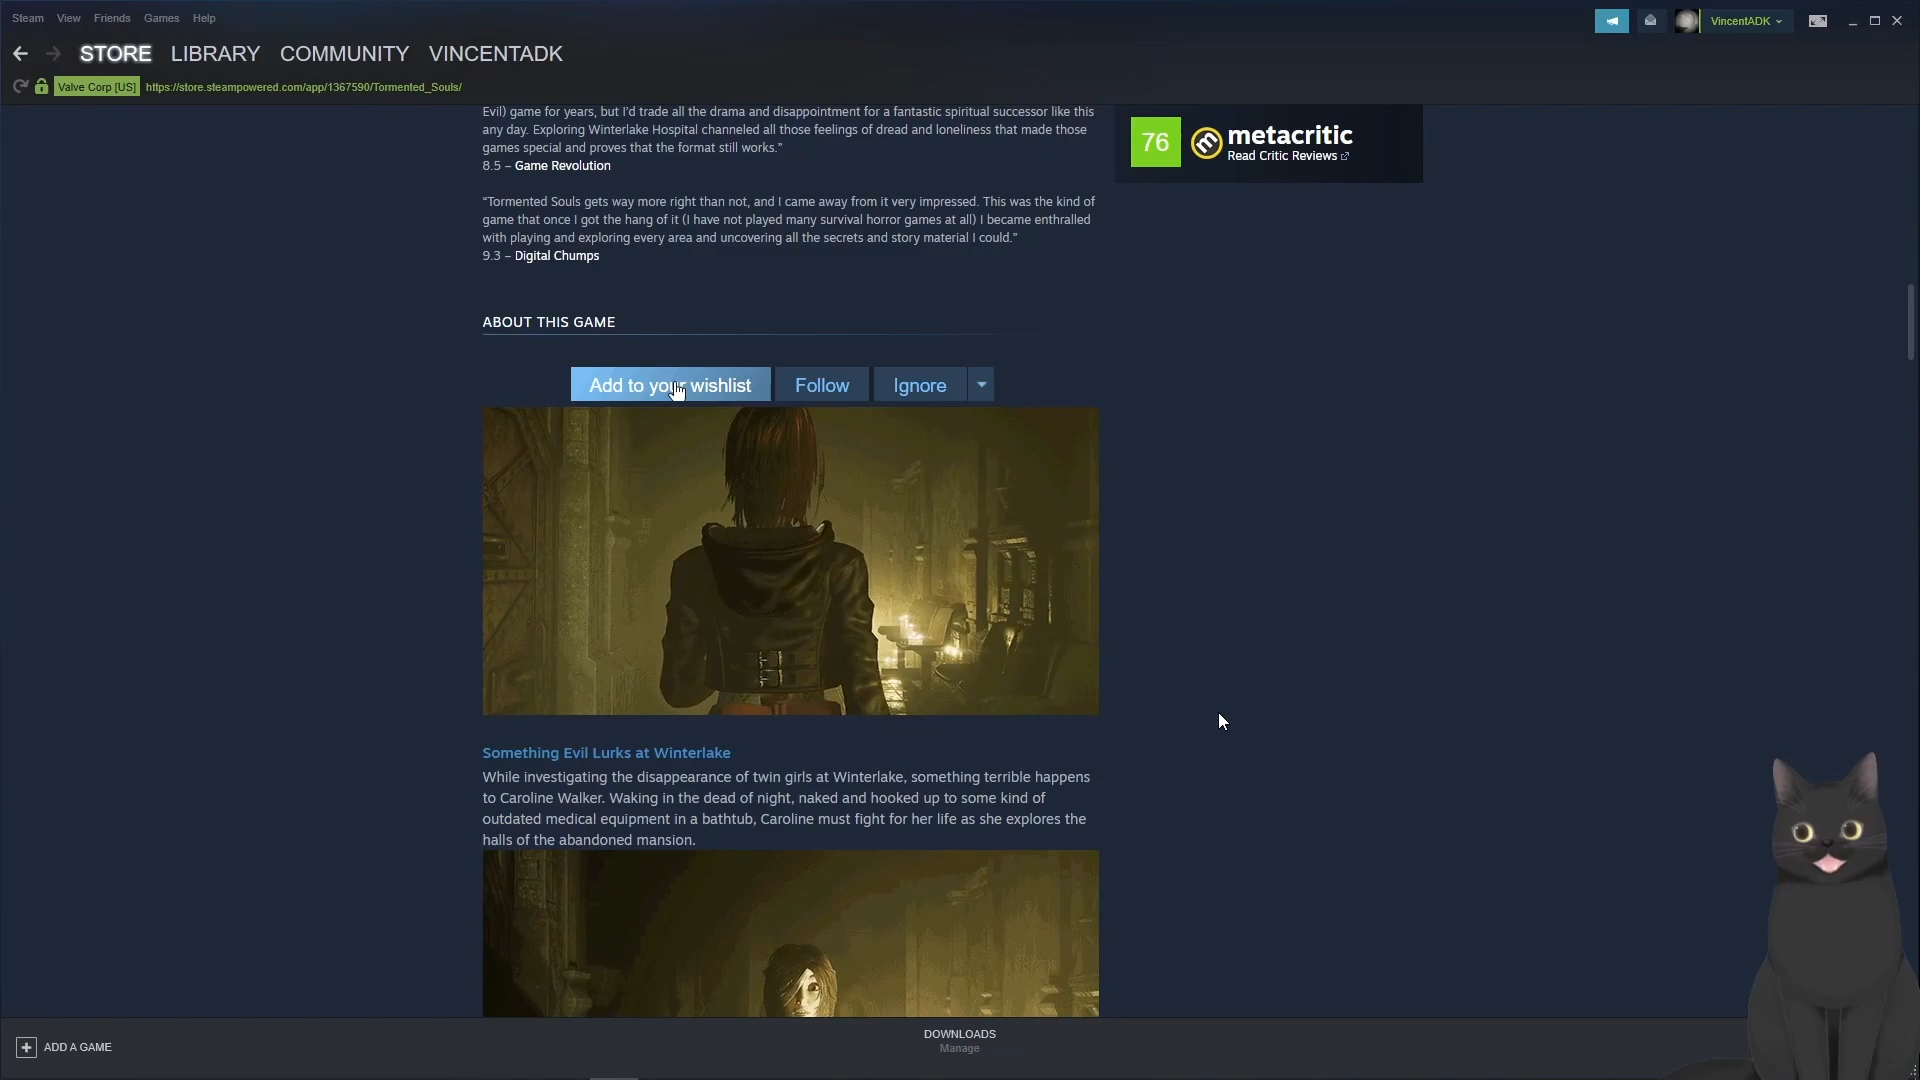 Steam View Friends Games Help
VincentADK
STORE LIBRARY COMMUNITY VINCENTADK
Valve Corp [US] https://store.steampowered.com/app/1367590/Tormented_Souls/
Evil) game for years, but I'd trade all the drama and disappointment for a fantastic spiritual successor like this
any day. Exploring Winterlake Hospital channeled all those feelings of dread and loneliness that made those
games special and proves that the format still works.”
8.5 – Game Revolution
“Tormented Souls gets way more right than not, and I came away from it very impressed. This was the kind of
game that once I got the hang of it (I have not played many survival horror games at all) I became enthralled
with playing and exploring every area and uncovering all the secrets and story material I could.”
9.3 – Digital Chumps
76
metacritic
Read Critic Reviews
ABOUT THIS GAME
Add to your wishlist Follow Ignore
Something Evil Lurks at Winterlake
While investigating the disappearance of twin girls at Winterlake, something terrible happens
to Caroline Walker. Waking in the dead of night, naked and hooked up to some kind of
outdated medical equipment in a bathtub, Caroline must fight for her life as she explores the
halls of the abandoned mansion.
ADD A GAME
DOWNLOADS
Manage